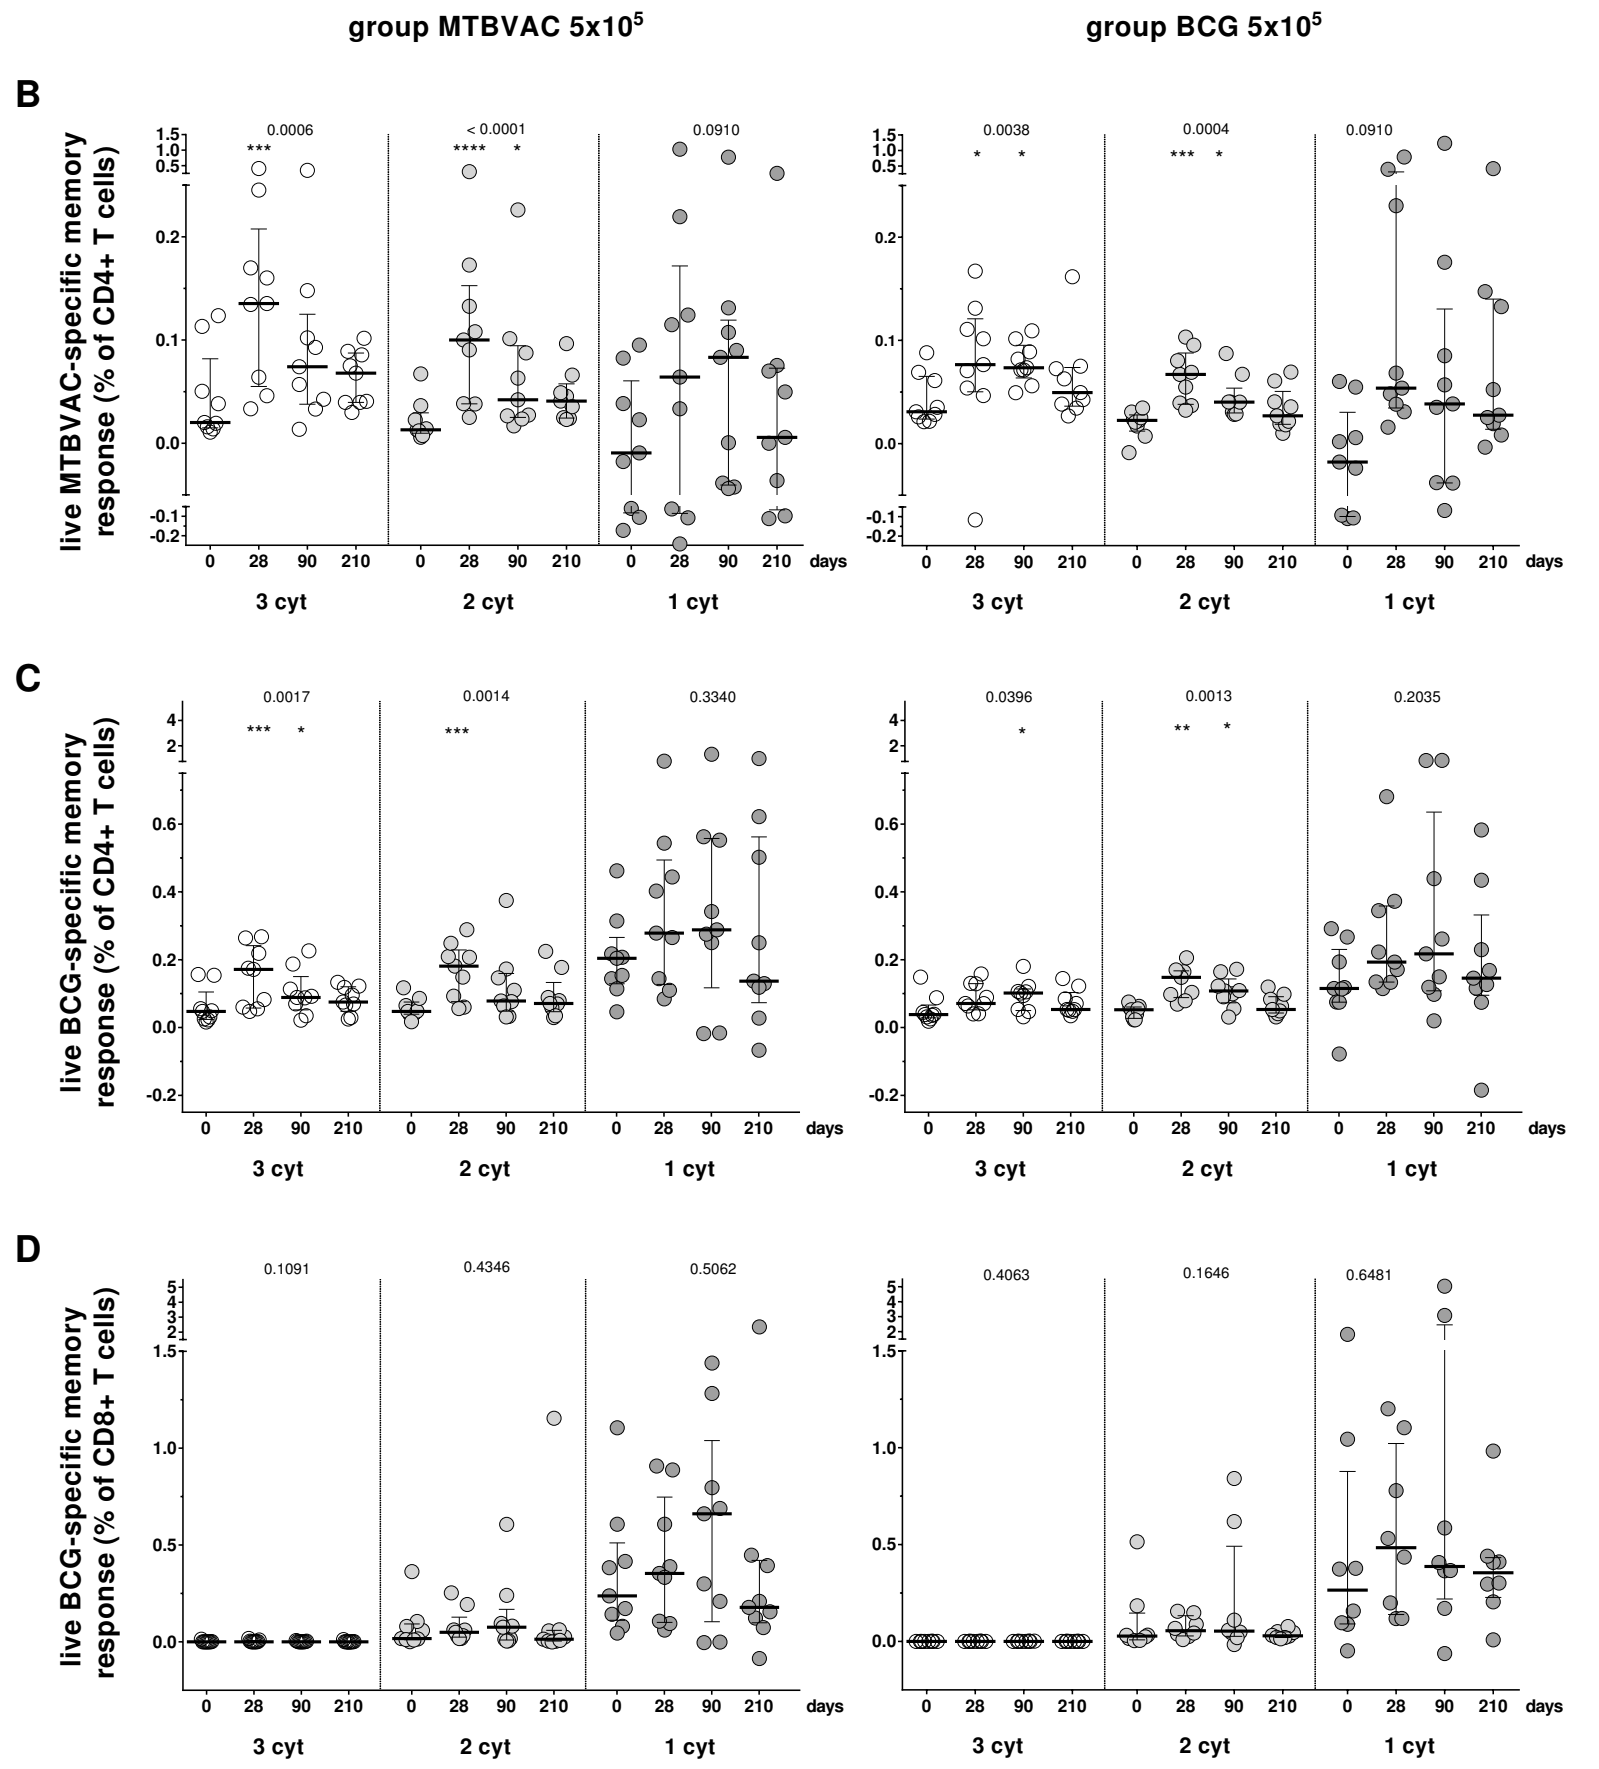 group MTBVAC 5x10⁵ group BCG 5x10⁵
B
live MTBVAC-specific memory
response (% of CD4+ T cells)
0.0006 < 0.0001 0.0910 0.0038 0.0004 0.0910
*** **** * * * *** *
1.5 1.5
1.0 1.0
0.5 0.5
0.2 0.2
0.1 0.1
0.0 0.0
-0.1 -0.1
-0.2 -0.2
0 28 90 210 0 28 90 210 0 28 90 210 days 0 28 90 210 0 28 90 210 0 28 90 210 days
3 cyt 2 cyt 1 cyt 3 cyt 2 cyt 1 cyt
C
live BCG-specific memory
response (% of CD4+ T cells)
0.0017 0.0014 0.3340 0.0396 0.0013 0.2035
*** * *** * ** *
4 4
2 2
0.6 0.6
0.4 0.4
0.2 0.2
0.0 0.0
-0.2 -0.2
0 28 90 210 0 28 90 210 0 28 90 210 days 0 28 90 210 0 28 90 210 0 28 90 210 days
3 cyt 2 cyt 1 cyt 3 cyt 2 cyt 1 cyt
D
live BCG-specific memory
response (% of CD8+ T cells)
0.1091 0.4346 0.5062 0.4063 0.1646 0.6481
5 5
4 4
3 3
2 2
1.5 1.5
1.0 1.0
0.5 0.5
0.0 0.0
0 28 90 210 0 28 90 210 0 28 90 210 days 0 28 90 210 0 28 90 210 0 28 90 210 days
3 cyt 2 cyt 1 cyt 3 cyt 2 cyt 1 cyt